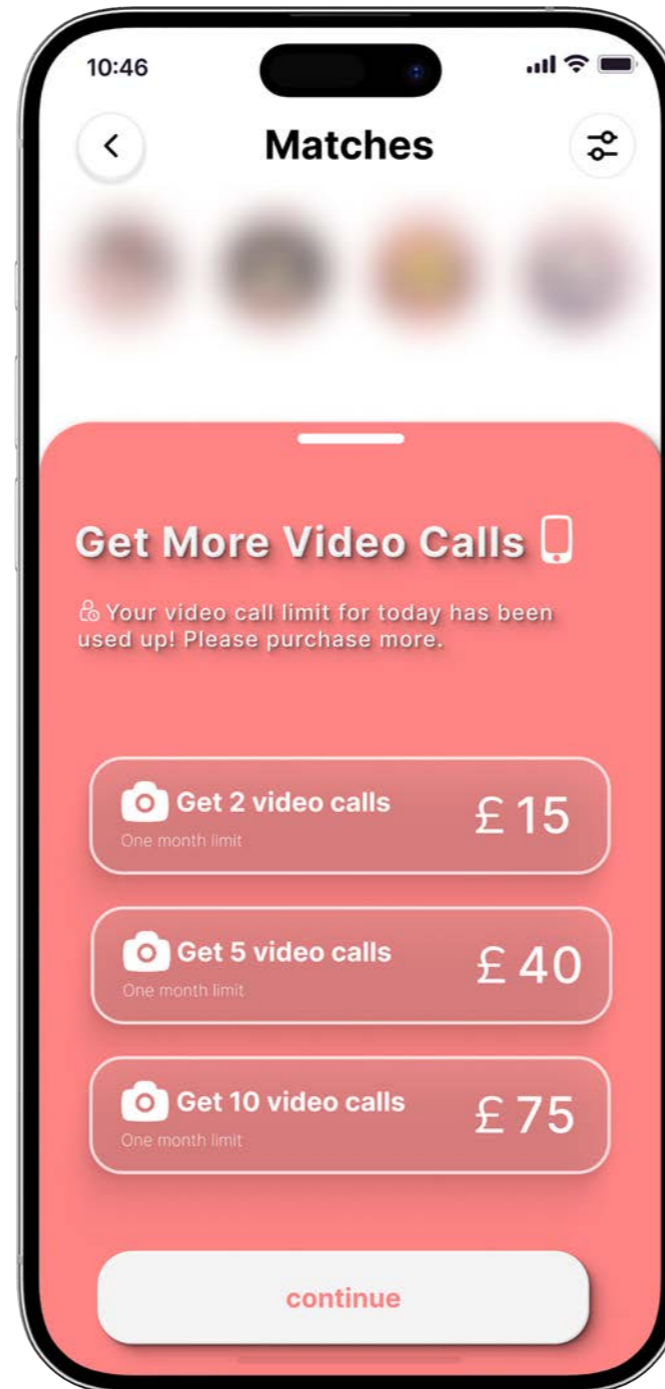 10:46
Matches
Get More Video Calls
Your video call limit for today has been
used up! Please purchase more.
Get 2 video calls
£ 15
One month limit
Get 5 video calls
£ 40
One month limit
Get 10 video calls
£ 75
One month limit
continue